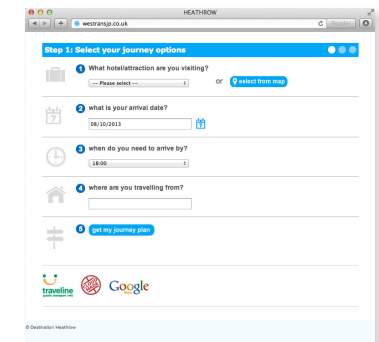 HEATHROW
westransjp.co.uk
Reader
Step 1: Select your journey options
1 What hotel/attraction are you visiting?
--- Please select ---
or
select from map
2 what is your arrival date?
08/10/2013
7
7
3 when do you need to arrive by?
18:00
4 where are you travelling from?
5 get my journey plan
traveline
public transport info
Google
© Destination Heathrow